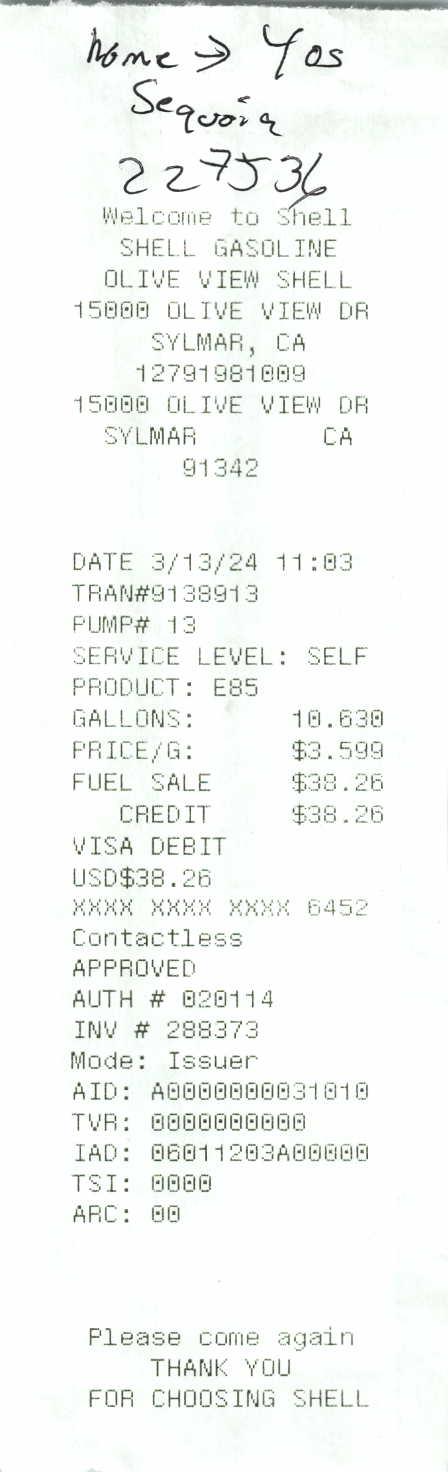 Home → Yos
Sequoia
227536
Welcome to Shell
SHELL GASOLINE
OLIVE VIEW SHELL
15000 OLIVE VIEW DR
SYLMAR, CA
12791981009
15000 OLIVE VIEW DR
SYLMAR CA
91342
DATE 3/13/24 11:03
TRAN#9138913
PUMP# 13
SERVICE LEVEL: SELF
PRODUCT: E85
GALLONS: 10.630
PRICE/G: $3.599
FUEL SALE $38.26
CREDIT $38.26
VISA DEBIT
USD$38.26
XXXX XXXX XXXX 6452
Contactless
APPROVED
AUTH # 020114
INV # 288373
Mode: Issuer
AID: A0000000031010
TVR: 0000000000
IAD: 06011203A00000
TSI: 0000
ARC: 00
Please come again
THANK YOU
FOR CHOOSING SHELL